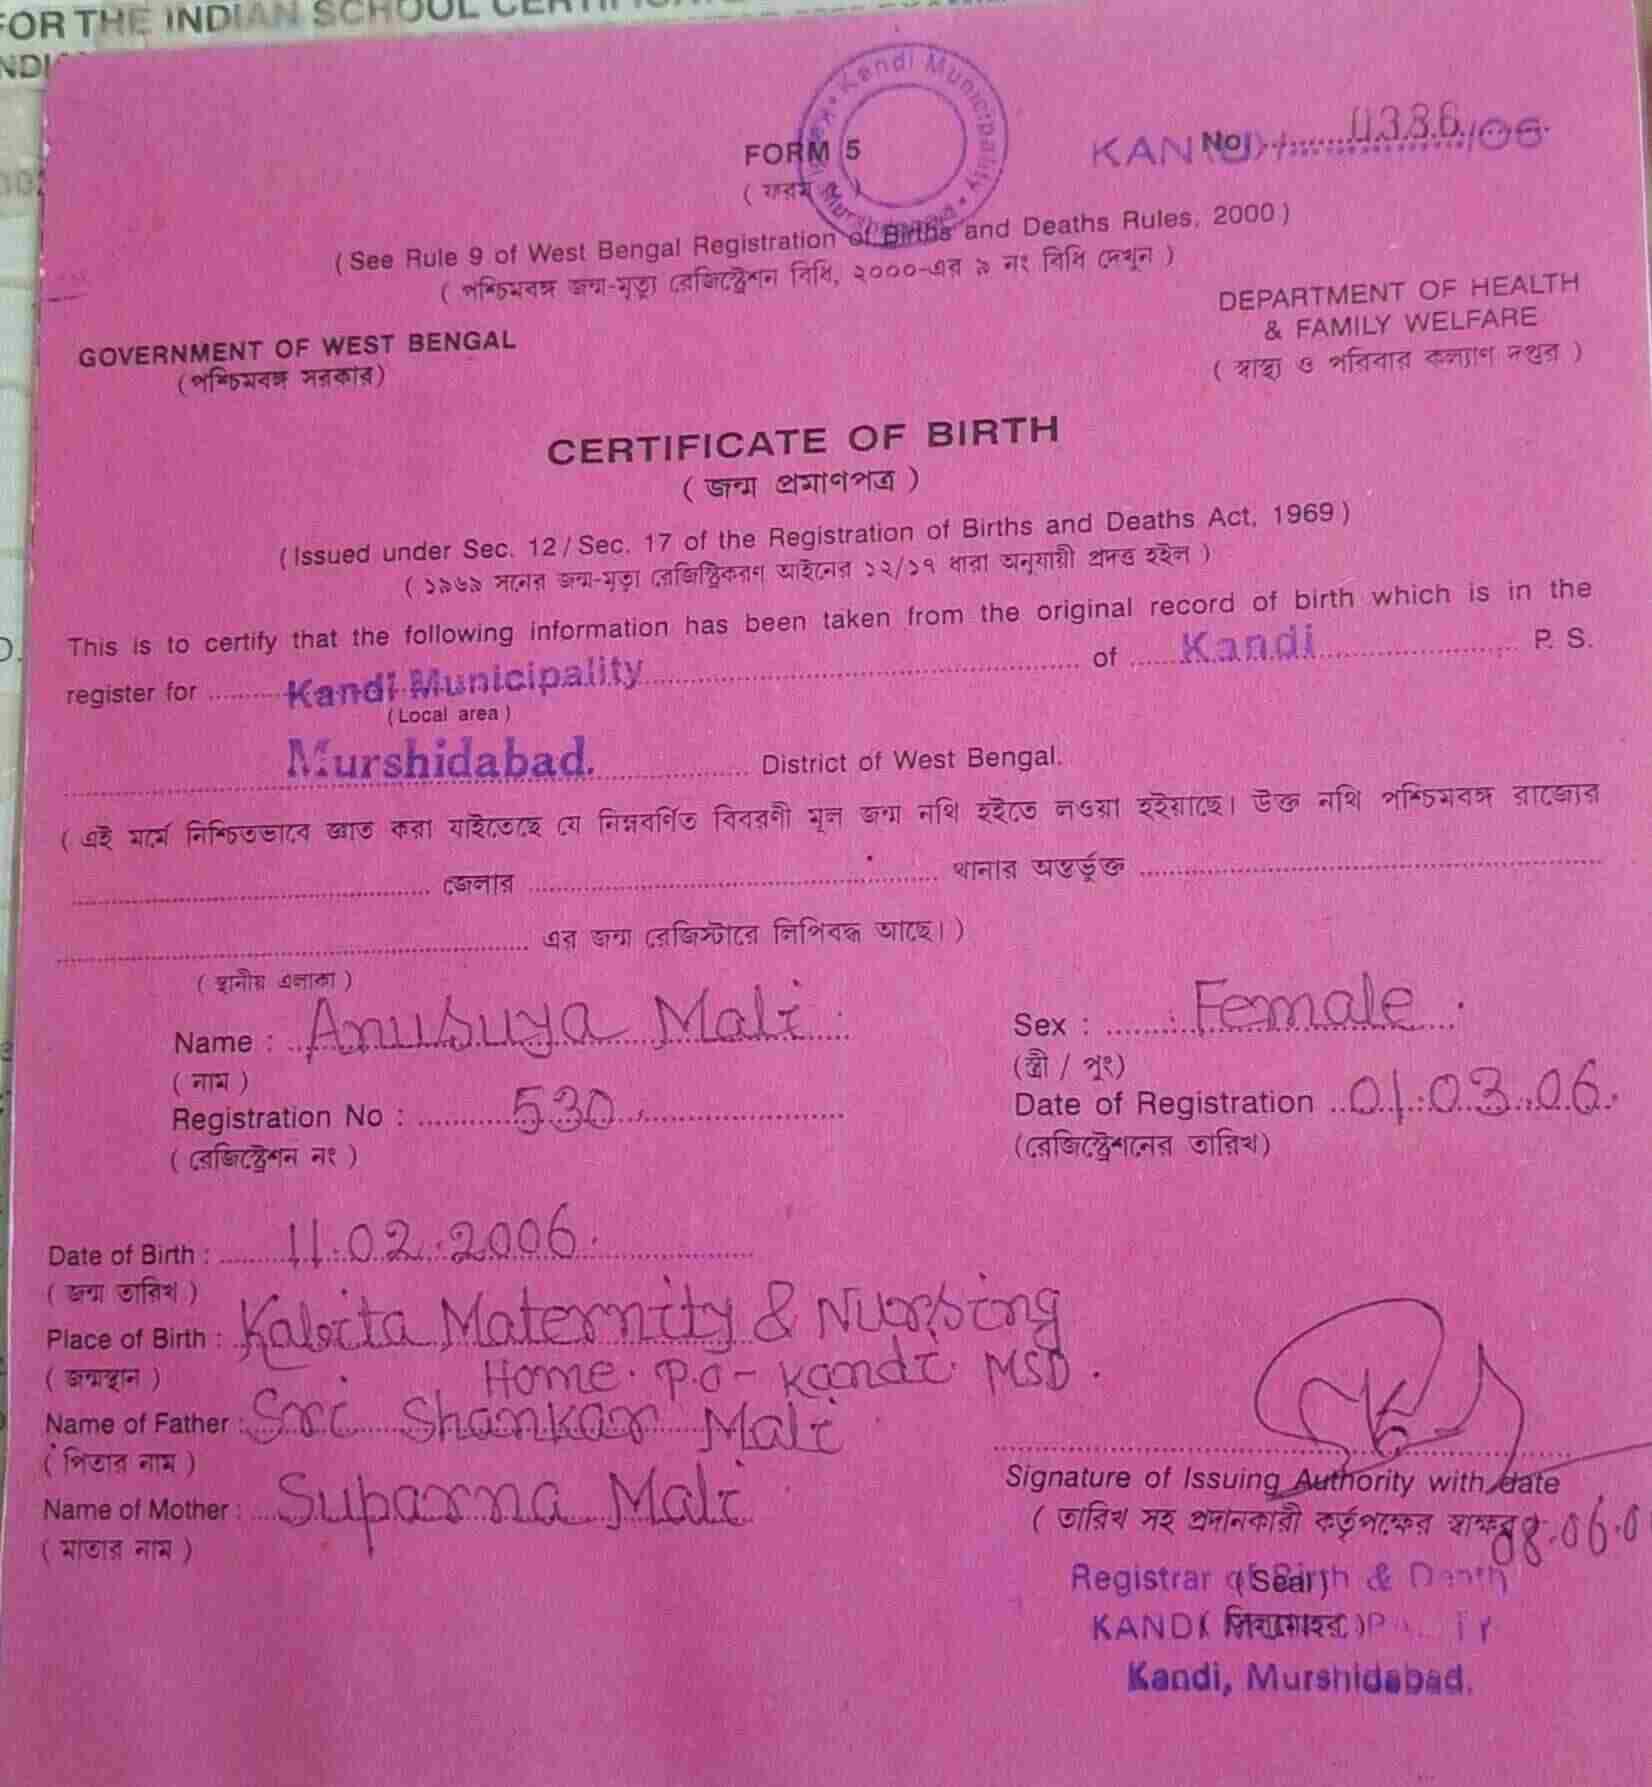 FOR THE INDIAN SCHOOL
Kandi Municipality
Kandi Murshidabad
FORM 5
( ফরম ৫ )
KANDI No. 0386/06
(See Rule 9 of West Bengal Registration of Births and Deaths Rules, 2000)
( পশ্চিমবঙ্গ জন্ম-মৃত্যু রেজিস্ট্রেশন বিধি, ২০০০-এর ৯ নং বিধি দেখুন )
GOVERNMENT OF WEST BENGAL
(পশ্চিমবঙ্গ সরকার)
DEPARTMENT OF HEALTH
& FAMILY WELFARE
( স্বাস্থ্য ও পরিবার কল্যাণ দপ্তর )
CERTIFICATE OF BIRTH
( জন্ম প্রমাণপত্র )
(Issued under Sec. 12 / Sec. 17 of the Registration of Births and Deaths Act, 1969)
( ১৯৬৯ সনের জন্ম-মৃত্যু রেজিষ্ট্রিকরণ আইনের ১২/১৭ ধারা অনুযায়ী প্রদত্ত হইল )
This is to certify that the following information has been taken from the original record of birth which is in the
register for Kandi Municipality of Kandi P. S.
(Local area)
Murshidabad. District of West Bengal.
( এই মর্মে নিশ্চিতভাবে জ্ঞাত করা যাইতেছে যে নিম্নবর্ণিত বিবরণী মূল জন্ম নথি হইতে লওয়া হইয়াছে। উক্ত নথি পশ্চিমবঙ্গ রাজ্যের
জেলার থানার অন্তর্ভূক্ত
এর জন্ম রেজিস্টারে লিপিবদ্ধ আছে। )
( স্থানীয় এলাকা )
Name : Anusuya Mali Sex : Female
( নাম ) (স্ত্রী / পুং)
Registration No : 530 Date of Registration 01.03.06.
( রেজিস্ট্রেশন নং ) (রেজিস্ট্রেশনের তারিখ)
Date of Birth : 11.02.2006.
( জন্ম তারিখ )
Place of Birth : Maternity & Nursing
( জন্মস্থান ) Home. P.O- Kandi. MSD.
Name of Father : Sri Shankar Mali
( পিতার নাম )
Name of Mother : Suparna Mali
( মাতার নাম )
Signature of Issuing Authority with date
( তারিখ সহ প্রদানকারী কর্তৃপক্ষের স্বাক্ষর )
08.06.0
Registrar of Birth & Death
(Seal)
KANDI
( সিলমোহর )
Kandi, Murshidabad.